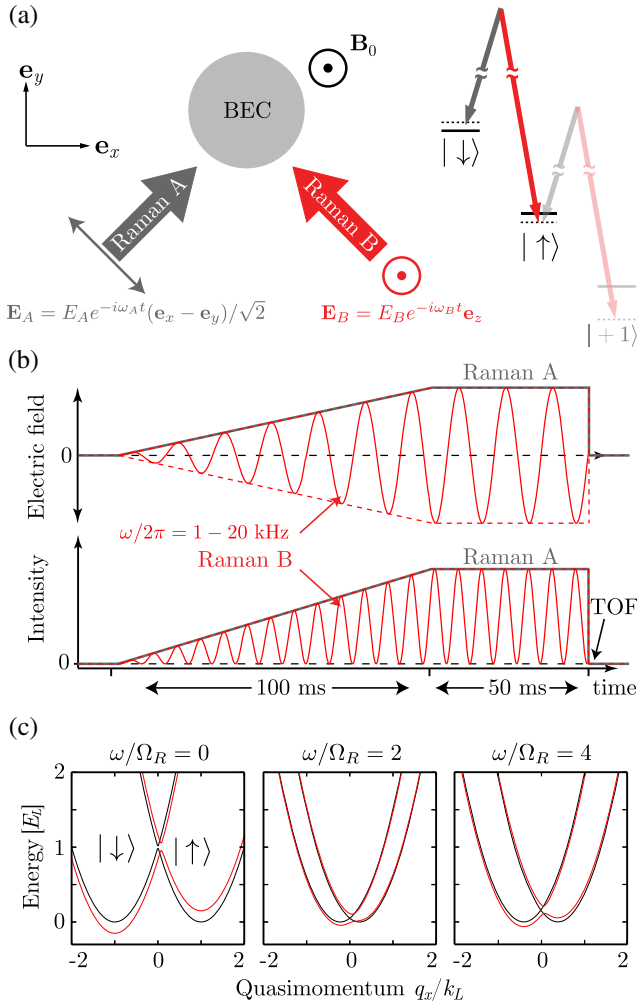 (a)
B₀
e_y
BEC
e_x
|↓⟩
Raman A
Raman B
|↑⟩
E_A = E_A e^{-iω_A t}(e_x − e_y)/√2
E_B = E_B e^{-iω_B t} e_z
|+1⟩
(b)
Raman A
Electric field
0
ω/2π = 1 − 20 kHz
Raman B
Raman A
Intensity
TOF
0
100 ms
50 ms
time
(c)
ω/Ω_R = 0
ω/Ω_R = 2
ω/Ω_R = 4
Energy [E_L]
2
1
0
|↓⟩
|↑⟩
-2 0 2
-2 0 2
-2 0 2
Quasimomentum q_x/k_L